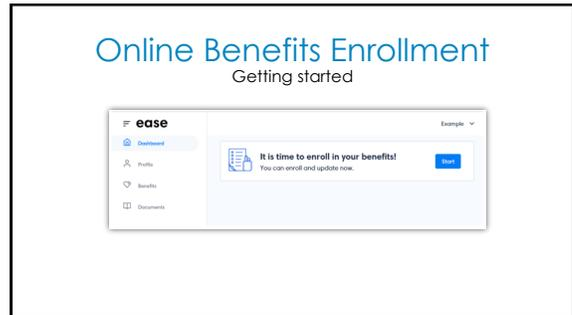 Online Benefits Enrollment
Getting started
ease
Example
Dashboard
It is time to enroll in your benefits!
You can enroll and update now.
Start
Profile
Benefits
Documents